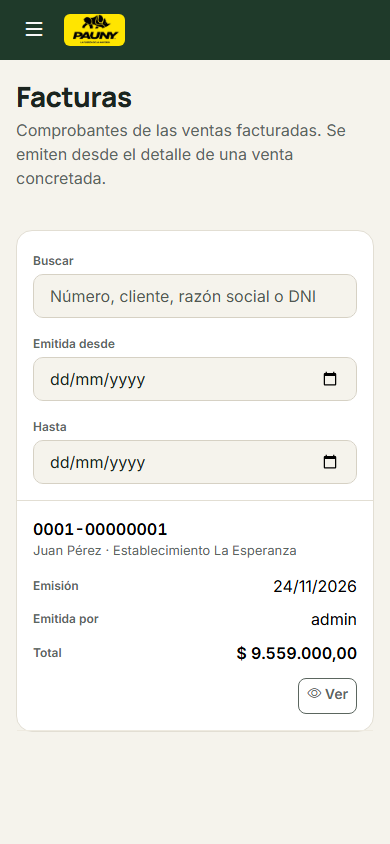 PAUNY
Facturas
Comprobantes de las ventas facturadas. Se
emiten desde el detalle de una venta
concretada.
Buscar
Número, cliente, razón social o DNI
Emitida desde
dd/mm/yyyy
Hasta
dd/mm/yyyy
0001-00000001
Juan Pérez · Establecimiento La Esperanza
Emisión 24/11/2026
Emitida por admin
Total $ 9.559.000,00
Ver